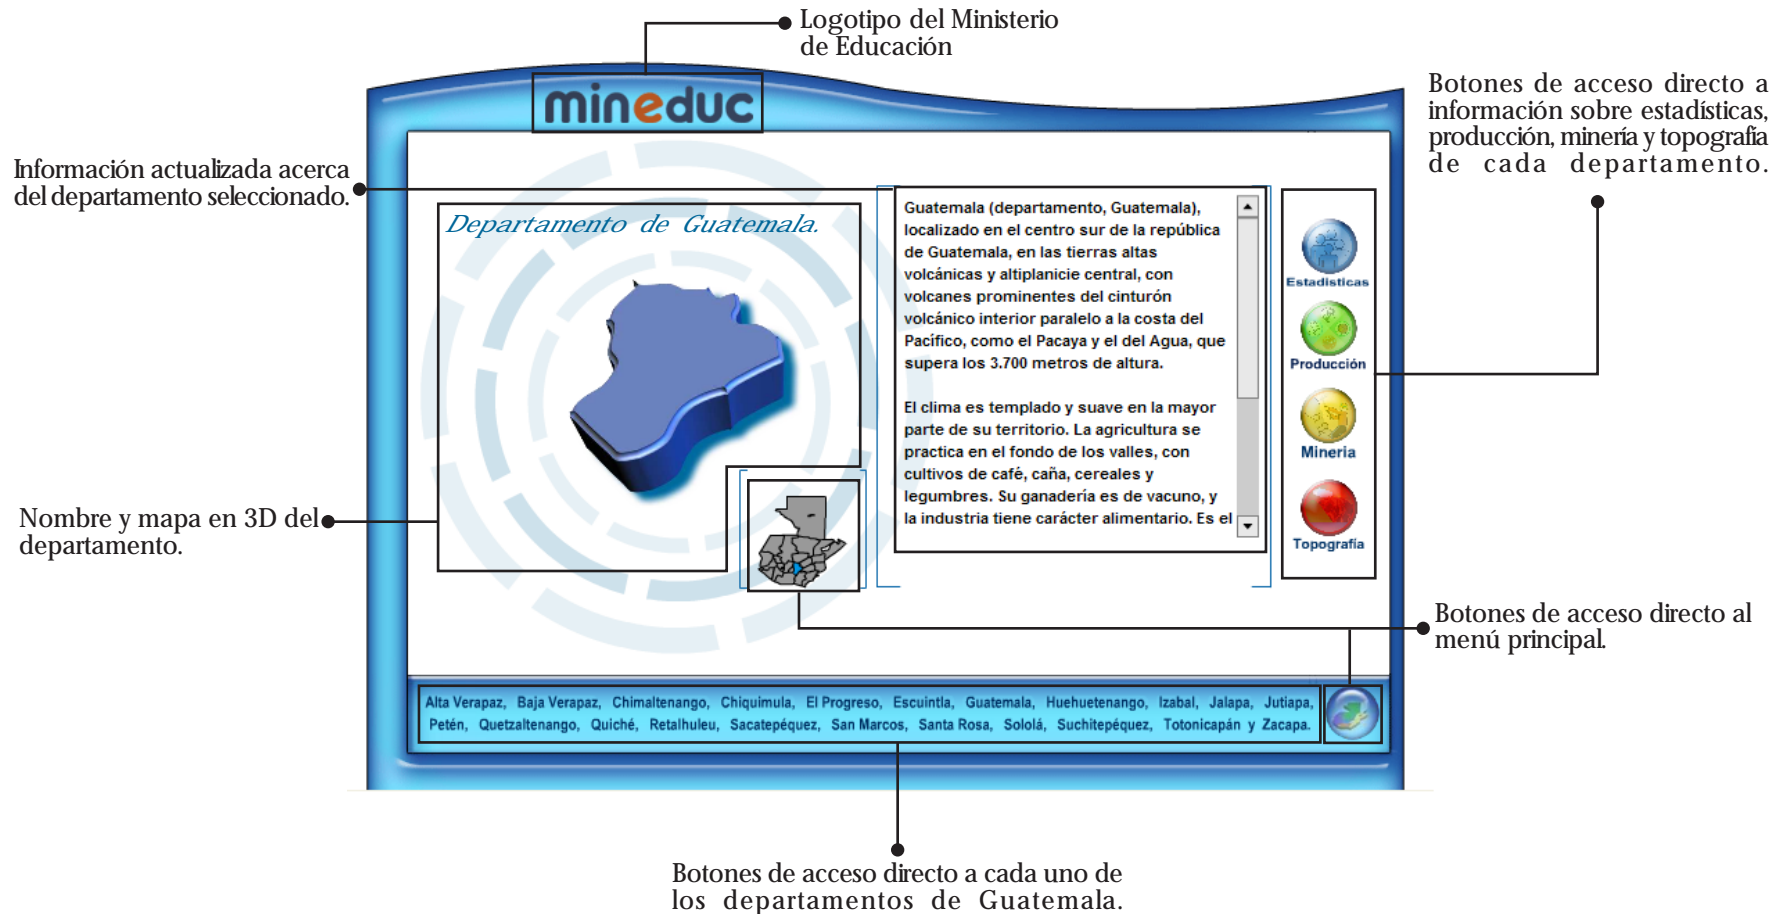 Logotipo del Ministerio
de Educación
mineduc
Botones de acceso directo a
información sobre estadísticas,
producción, minería y topografía
de cada departamento.
Información actualizada acerca
del departamento seleccionado.
Departamento de Guatemala.
Guatemala (departamento, Guatemala),
localizado en el centro sur de la república
de Guatemala, en las tierras altas
volcánicas y altiplanicie central, con
volcanes prominentes del cinturón
volcánico interior paralelo a la costa del
Pacífico, como el Pacaya y el del Agua, que
supera los 3.700 metros de altura.
El clima es templado y suave en la mayor
parte de su territorio. La agricultura se
practica en el fondo de los valles, con
cultivos de café, caña, cereales y
legumbres. Su ganadería es de vacuno, y
la industria tiene carácter alimentario. Es el
Estadisticas
Producción
Mineria
Topografía
Nombre y mapa en 3D del
departamento.
Botones de acceso directo al
menú principal.
Alta Verapaz, Baja Verapaz, Chimaltenango, Chiquimula, El Progreso, Escuintla, Guatemala, Huehuetenango, Izabal, Jalapa, Jutiapa,
Petén, Quetzaltenango, Quiché, Retalhuleu, Sacatepéquez, San Marcos, Santa Rosa, Sololá, Suchitepéquez, Totonicapán y Zacapa.
Botones de acceso directo a cada uno de
los departamentos de Guatemala.